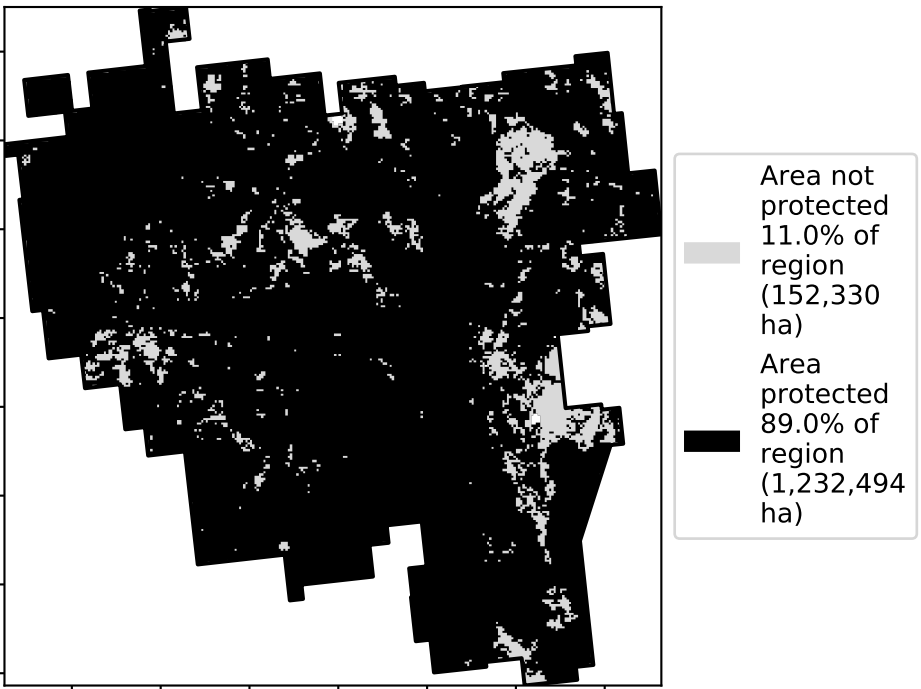 Area not
protected
11.0% of
region
(152,330
ha)
Area
protected
89.0% of
region
(1,232,494
ha)